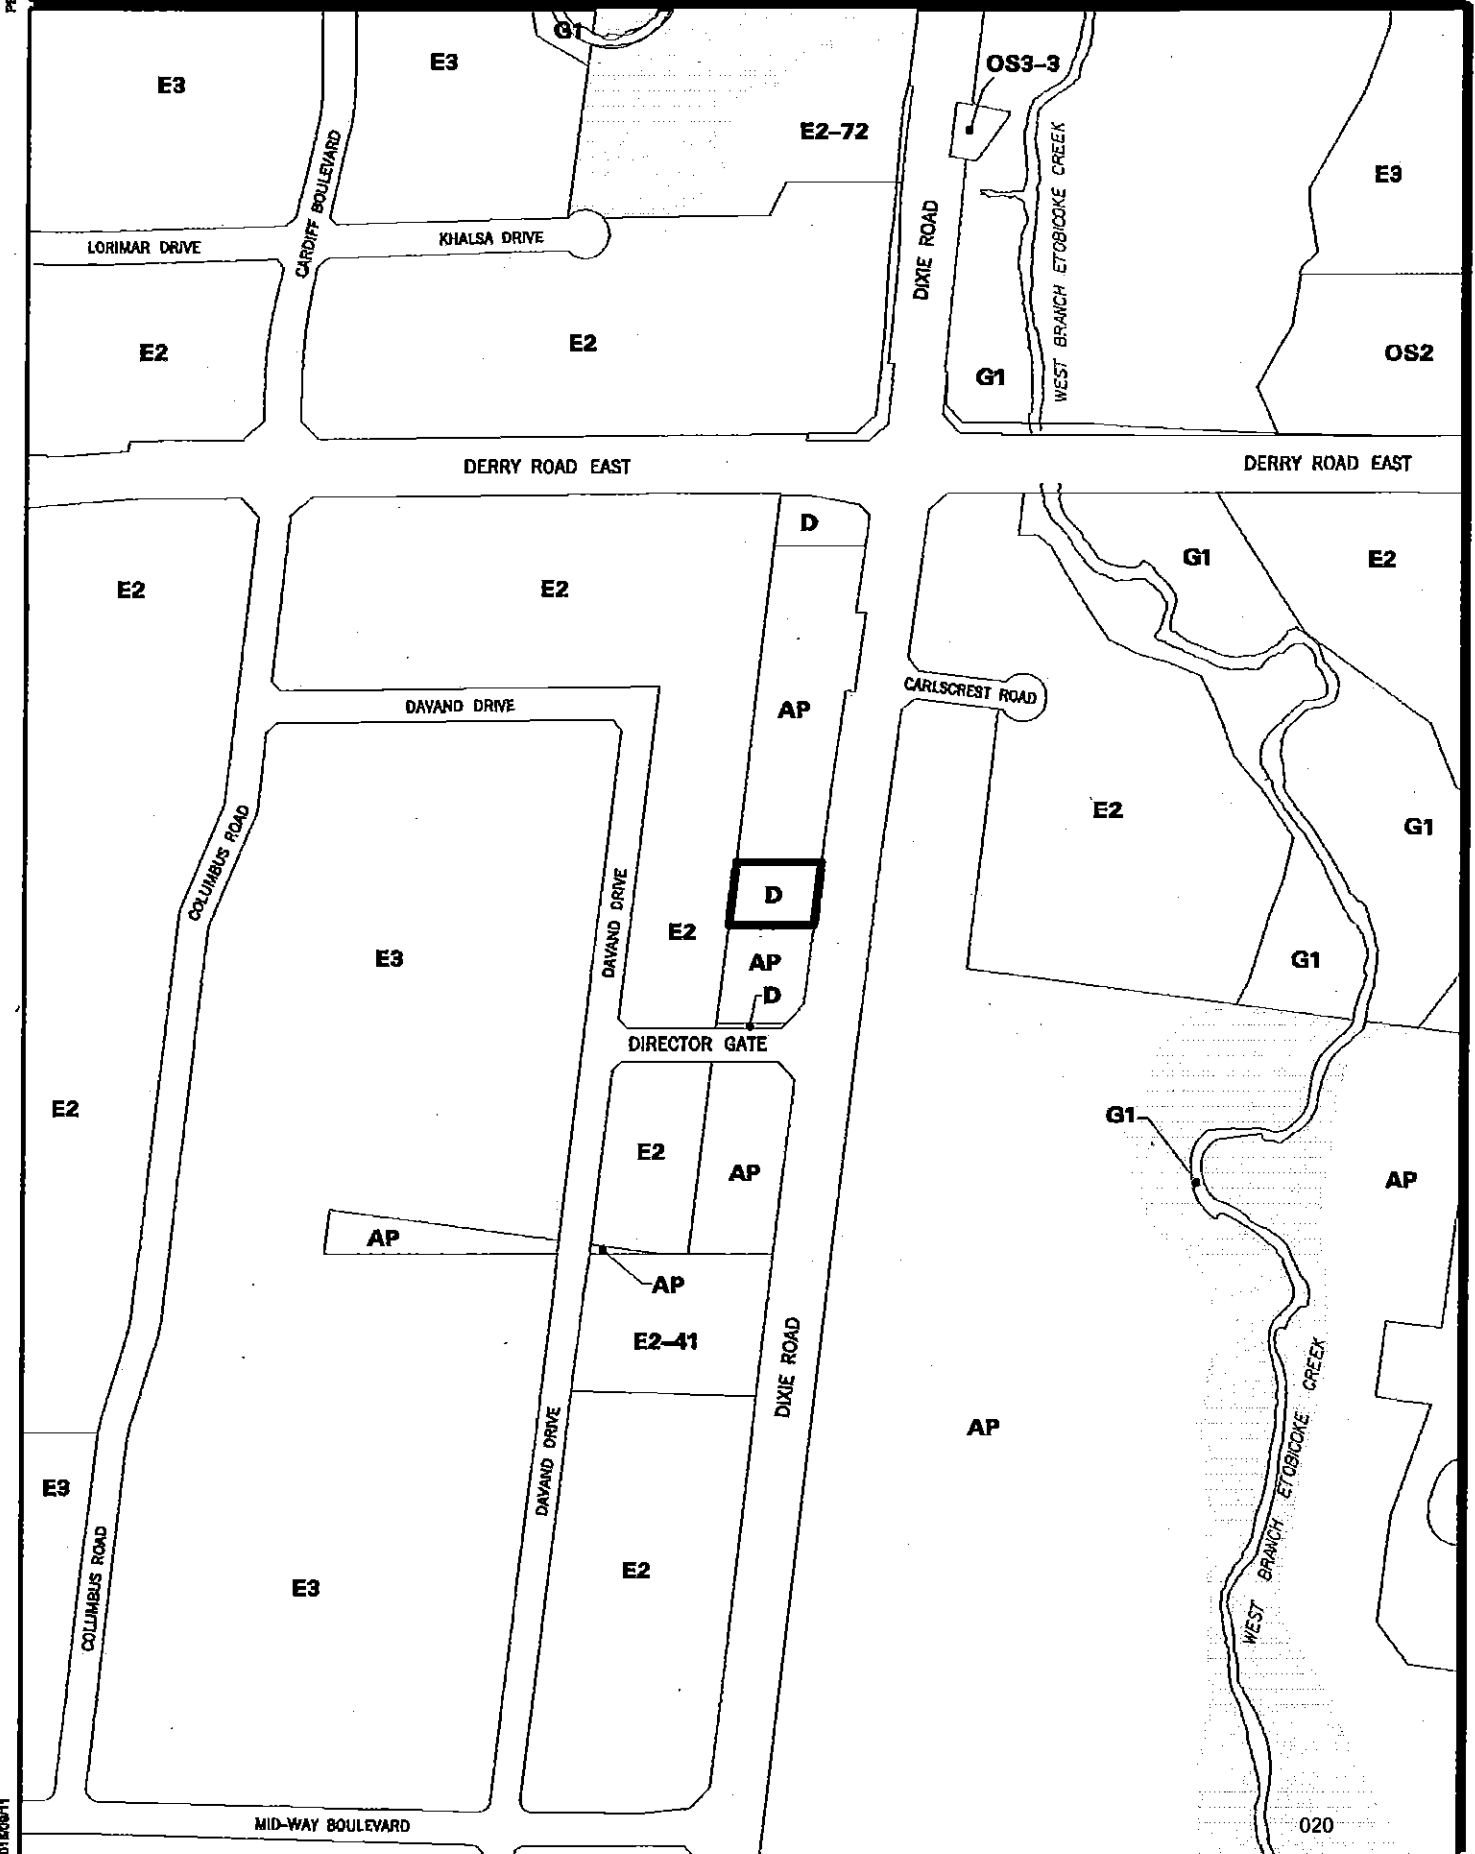 G1
E3
E3
OS3-3
E2-72
CARDIFF BOULEVARD
WEST BRANCH ETOBICOKE CREEK
E3
LORIMAR DRIVE
KHALSA DRIVE
DIXIE ROAD
E2
E2
G1
OS2
DERRY ROAD EAST
DERRY ROAD EAST
D
G1
E2
E2
E2
CARLSCREST ROAD
DAVAND DRIVE
AP
E2
G1
COLUMBUS ROAD
D
DAVAND DRIVE
E2
E3
AP
G1
D
DIRECTOR GATE
E2
G1
E2
AP
AP
AP
AP
E2-41
DIXIE ROAD
WEST BRANCH ETOBICOKE CREEK
AP
DAVAND DRIVE
E3
COLUMBUS ROAD
E3
E2
MID-WAY BOULEVARD
020